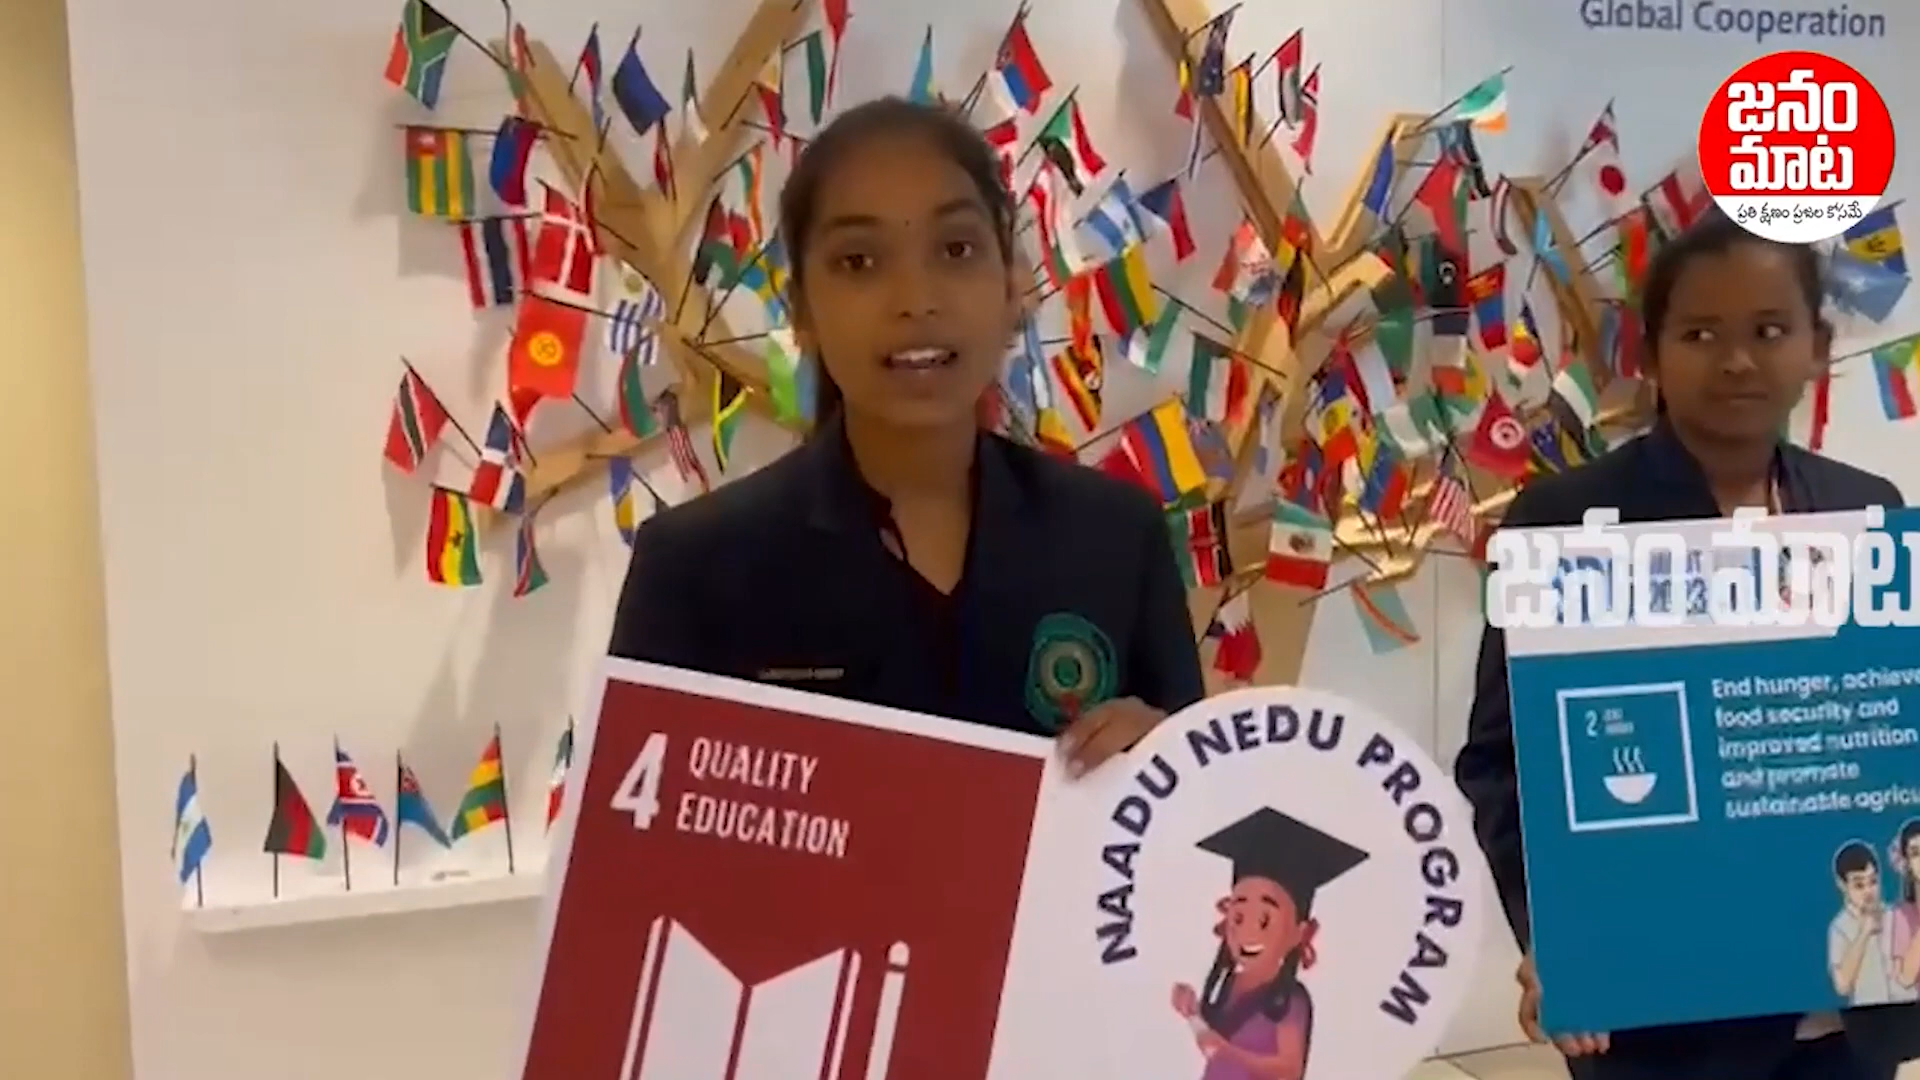 Global Cooperation
జనం
మాట
ప్రతి క్షణం ప్రజల కోసమే
జనం మాట
4 QUALITY
EDUCATION
NAADU NEDU PROGRAM
2
End hunger, achieve
food security and
improved nutrition
and promote
sustainable